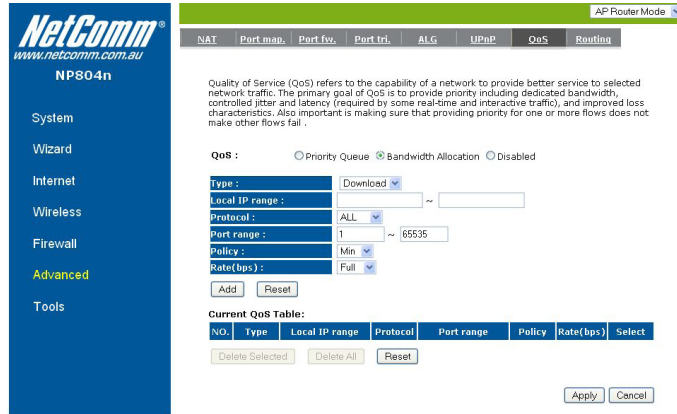 AP Router Mode
NetComm®
www.netcomm.com.au
NP804n
System
Wizard
Internet
Wireless
Firewall
Advanced
Tools
NAT Port map. Port fw. Port tri. ALG UPnP QoS Routing
Quality of Service (QoS) refers to the capability of a network to provide better service to selected
network traffic. The primary goal of QoS is to provide priority including dedicated bandwidth,
controlled jitter and latency (required by some real-time and interactive traffic), and improved loss
characteristics. Also important is making sure that providing priority for one or more flows does not
make other flows fail .
QoS : Priority Queue Bandwidth Allocation Disabled
Type : Download
Local IP range : ~
Protocol : ALL
Port range : 1 ~ 65535
Policy : Min
Rate(bps) : Full
Add Reset
Current QoS Table:
NO. Type Local IP range Protocol Port range Policy Rate(bps) Select
Delete Selected Delete All Reset
Apply Cancel